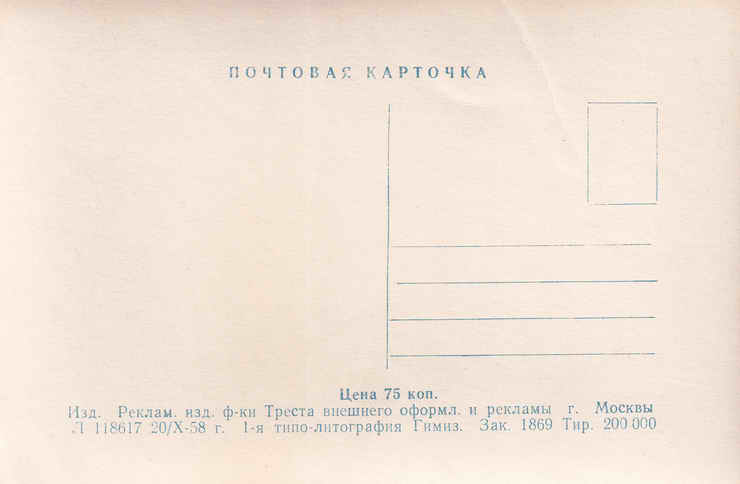 ПОЧТОВАЯ КАРТОЧКА
Цена 75 коп.
Изд. Реклам. изд. ф-ки Треста внешнего оформл. и рекламы г. Москвы
Л 118617 20/X-58 г. 1-я типо-литография Гимиз. Зак. 1869 Тир. 200 000